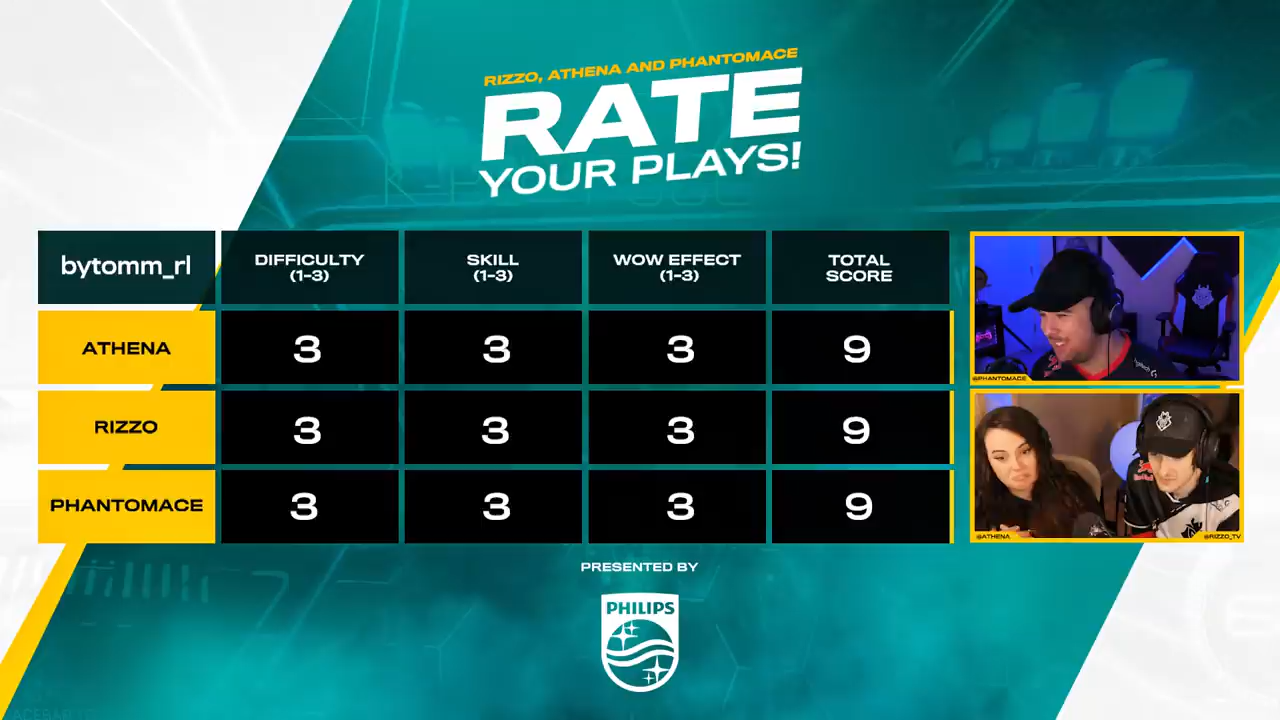 RIZZO, ATHENA AND PHANTOMACE
RATE
YOUR PLAYS!
bytomm_rl
DIFFICULTY
(1-3)
SKILL
(1-3)
WOW EFFECT
(1-3)
TOTAL
SCORE
ATHENA 3 3 3 9
RIZZO 3 3 3 9
PHANTOMACE 3 3 3 9
@PHANTOMACE
@ATHENA
@RIZZO_TV
PRESENTED BY
PHILIPS